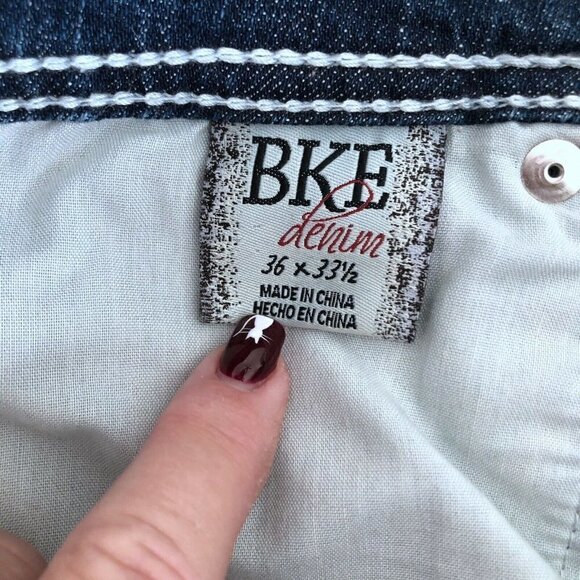 BKE
denim
36 x 33½
MADE IN CHINA
HECHO EN CHINA